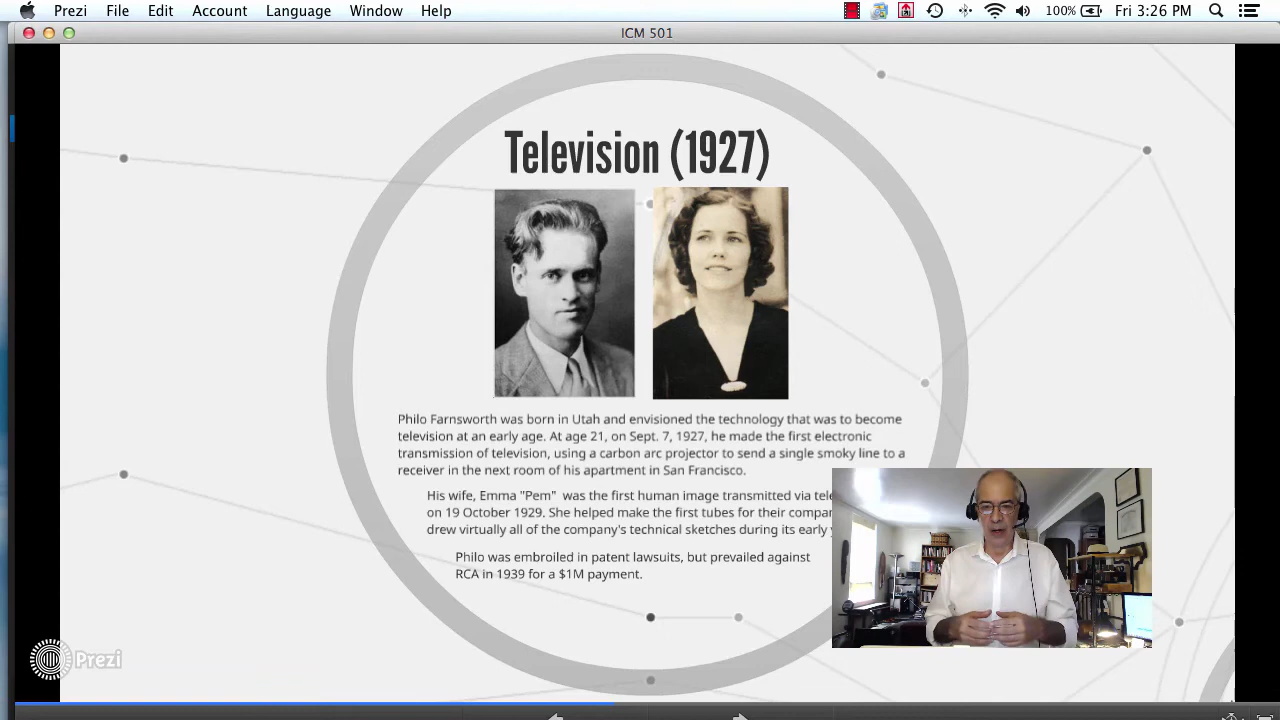 Prezi File Edit Account Language Window Help 100% Fri 3:26 PM
ICM 501
Television (1927)
Philo Farnsworth was born in Utah and envisioned the technology that was to become
television at an early age. At age 21, on Sept. 7, 1927, he made the first electronic
transmission of television, using a carbon arc projector to send a single smoky line to a
receiver in the next room of his apartment in San Francisco.
His wife, Emma "Pem" was the first human image transmitted via
on 19 October 1929. She helped make the first tubes for their
drew virtually all of the company's technical sketches during its early
Philo was embroiled in patent lawsuits, but prevailed against
RCA in 1939 for a $1M payment.
Prezi